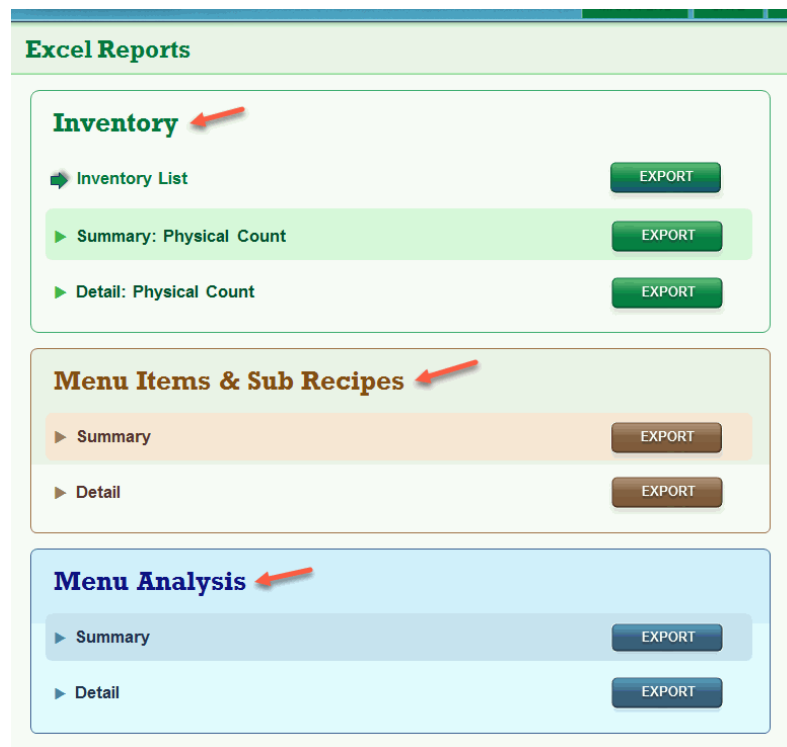 Excel Reports
Inventory
Inventory List EXPORT
Summary: Physical Count EXPORT
Detail: Physical Count EXPORT
Menu Items & Sub Recipes
Summary EXPORT
Detail EXPORT
Menu Analysis
Summary EXPORT
Detail EXPORT